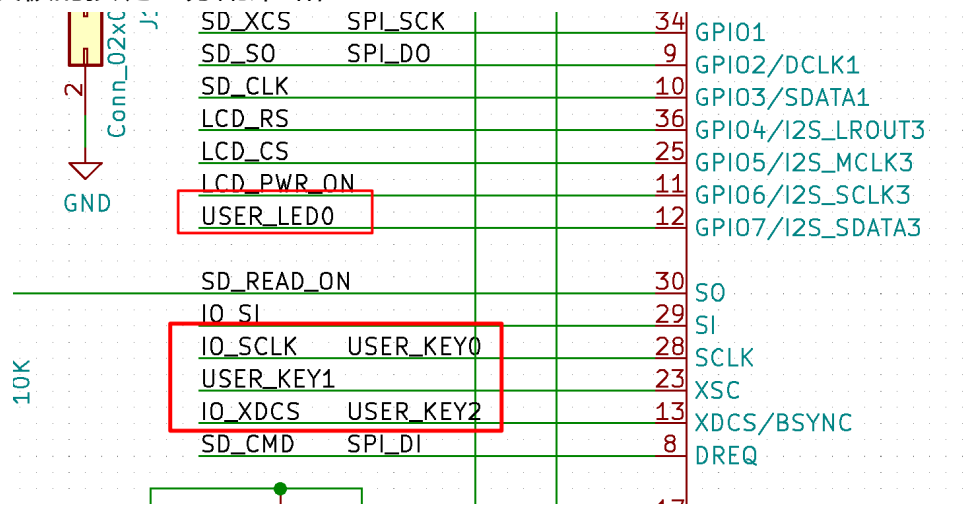 SD_XCS SPI_SCK 34 GPIO1
SD_SO SPI_DO 9 GPIO2/DCLK1
SD_CLK 10 GPIO3/SDATA1
LCD_RS 36 GPIO4/I2S_LROUT3
LCD_CS 25 GPIO5/I2S_MCLK3
LCD_PWR_ON 11 GPIO6/I2S_SCLK3
USER_LED0 12 GPIO7/I2S_SDATA3
SD_READ_ON 30 SO
IO_SI 29 SI
IO_SCLK USER_KEY0 28 SCLK
USER_KEY1 23 XSC
IO_XDCS USER_KEY2 13 XDCS/BSYNC
SD_CMD SPI_DI 8 DREQ
2
Conn_02x
GND
10K